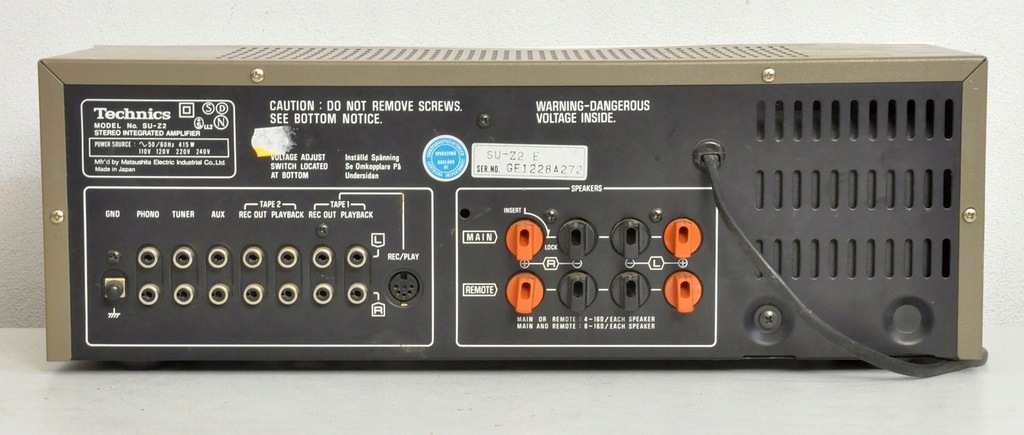 Technics
S D
N
MODEL No. SU-Z2
STEREO INTEGRATED AMPLIFIER
POWER SOURCE : ∿50/60Hz 415W
110V 120V 220V 240V
Mfr'd by Matsushita Electric Industrial Co., Ltd.
Made in Japan
CAUTION : DO NOT REMOVE SCREWS.
SEE BOTTOM NOTICE.
WARNING-DANGEROUS
VOLTAGE INSIDE.
VOLTAGE ADJUST
SWITCH LOCATED
AT BOTTOM
Inställd Spänning
Se Omkopplare På
Undersidan
SU-Z2 E
SER.NO. GE1228A272
GND
PHONO
TUNER
AUX
TAPE 2
REC OUT PLAYBACK
TAPE 1
REC OUT PLAYBACK
L
R
REC/PLAY
SPEAKERS
INSERT
LOCK
MAIN
+ R − − L +
REMOTE
MAIN OR REMOTE : 4-16Ω/EACH SPEAKER
MAIN AND REMOTE : 8-16Ω/EACH SPEAKER